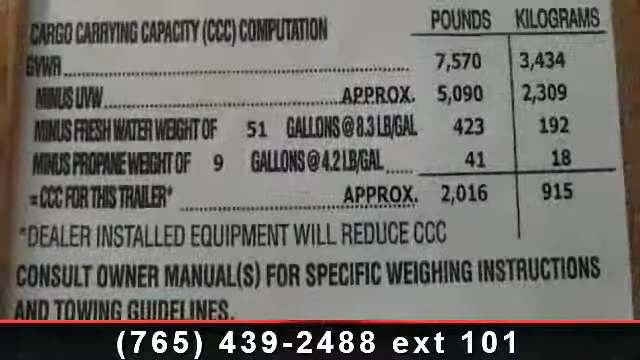 CARGO CARRYING CAPACITY (CCC) COMPUTATION POUNDS KILOGRAMS
GVWR 7,570 3,434
MINUS UVW APPROX. 5,090 2,309
MINUS FRESH WATER WEIGHT OF 51 GALLONS @ 8.3 LB/GAL 423 192
MINUS PROPANE WEIGHT OF 9 GALLONS @ 4.2 LB/GAL 41 18
=CCC FOR THIS TRAILER* APPROX. 2,016 915
*DEALER INSTALLED EQUIPMENT WILL REDUCE CCC
CONSULT OWNER MANUAL(S) FOR SPECIFIC WEIGHING INSTRUCTIONS
AND TOWING GUIDELINES.
(765) 439-2488 ext 101